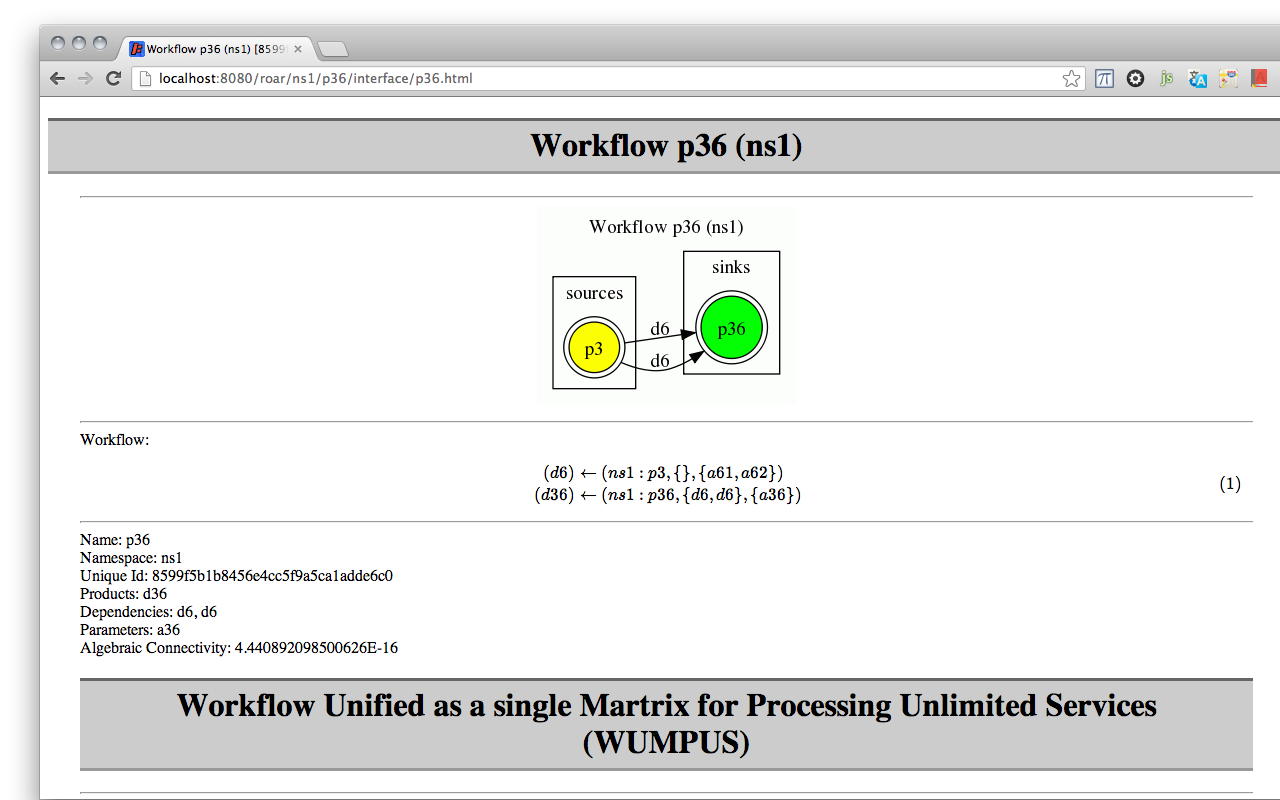 Workflow p36 (ns1) [8599
localhost:8080/roar/ns1/p36/interface/p36.html
π js
Workflow p36 (ns1)
Workflow p36 (ns1)
sinks
sources
d6
p36
p3
d6
Workflow:
(d6) ← (ns1 : p3, {}, {a61, a62})
(d36) ← (ns1 : p36, {d6, d6}, {a36})
(1)
Name: p36
Namespace: ns1
Unique Id: 8599f5b1b8456e4cc5f9a5ca1adde6c0
Products: d36
Dependencies: d6, d6
Parameters: a36
Algebraic Connectivity: 4.440892098500626E-16
Workflow Unified as a single Martrix for Processing Unlimited Services
(WUMPUS)